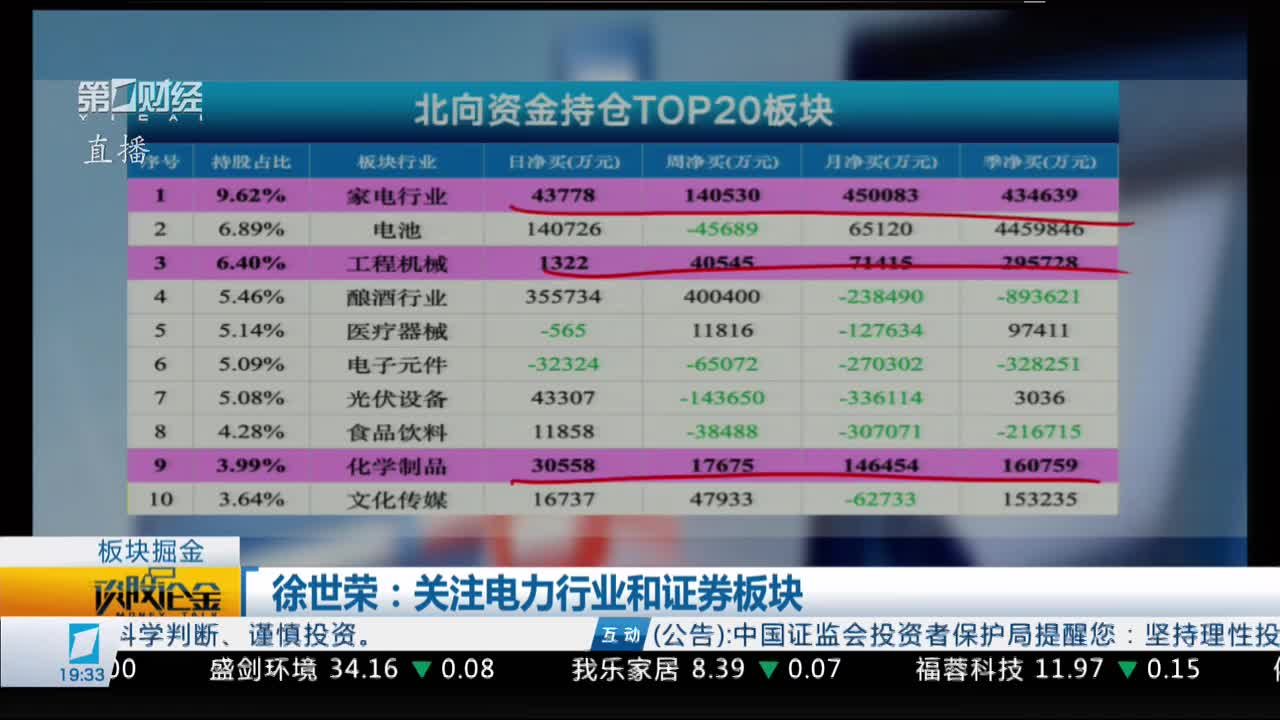 第一财经
YICAI
直播
北向资金持仓TOP20板块
序号 持股占比 板块行业 日净买(万元) 周净买(万元) 月净买(万元) 季净买(万元)
1 9.62% 家电行业 43778 140530 450083 434639
2 6.89% 电池 140726 -45689 65120 4459846
3 6.40% 工程机械 1322 40545 71415 295728
4 5.46% 酿酒行业 355734 400400 -238490 -893621
5 5.14% 医疗器械 -565 11816 -127634 97411
6 5.09% 电子元件 -32324 -65072 -270302 -328251
7 5.08% 光伏设备 43307 -143650 -336114 3036
8 4.28% 食品饮料 11858 -38488 -307071 -216715
9 3.99% 化学制品 30558 17675 146454 160759
10 3.64% 文化传媒 16737 47933 -62733 153235
板块掘金
谈股论金
MONEY TALK
徐世荣：关注电力行业和证券板块
科学判断、谨慎投资。 互动 (公告):中国证监会投资者保护局提醒您：坚持理性投
19:33
00 盛剑环境 34.16 ▼ 0.08 我乐家居 8.39 ▼ 0.07 福蓉科技 11.97 ▼ 0.15